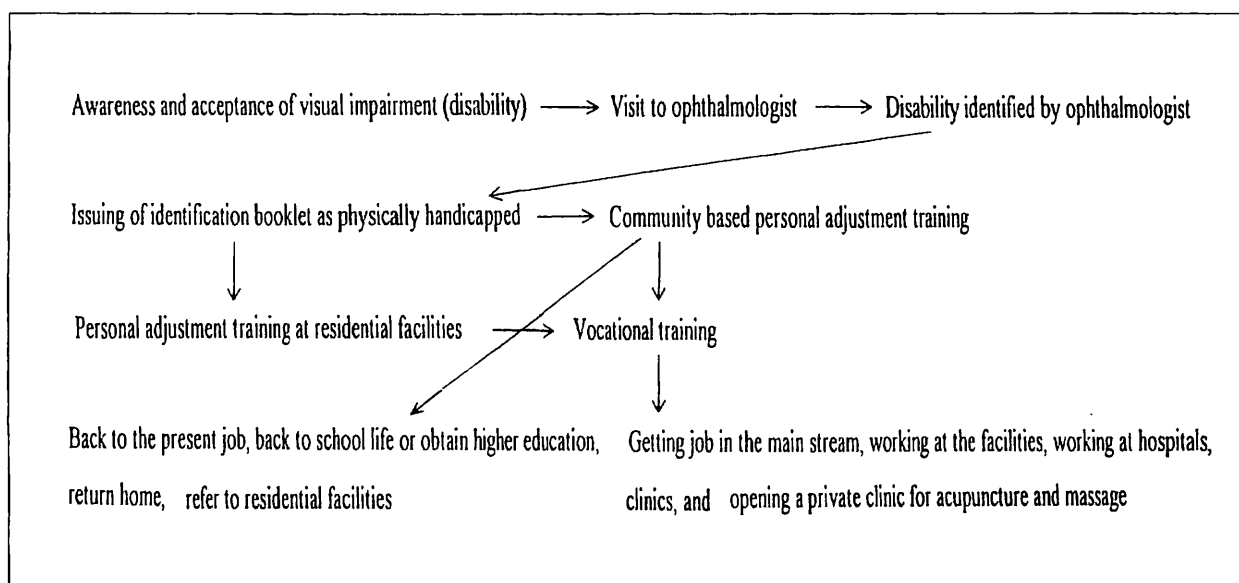 Awareness and acceptance of visual impairment (disability) → Visit to ophthalmologist → Disability identified by ophthalmologist
Issuing of identification booklet as physically handicapped → Community based personal adjustment training
Personal adjustment training at residential facilities → Vocational training
Back to the present job, back to school life or obtain higher education,
return home, refer to residential facilities
Getting job in the main stream, working at the facilities, working at hospitals,
clinics, and opening a private clinic for acupuncture and massage